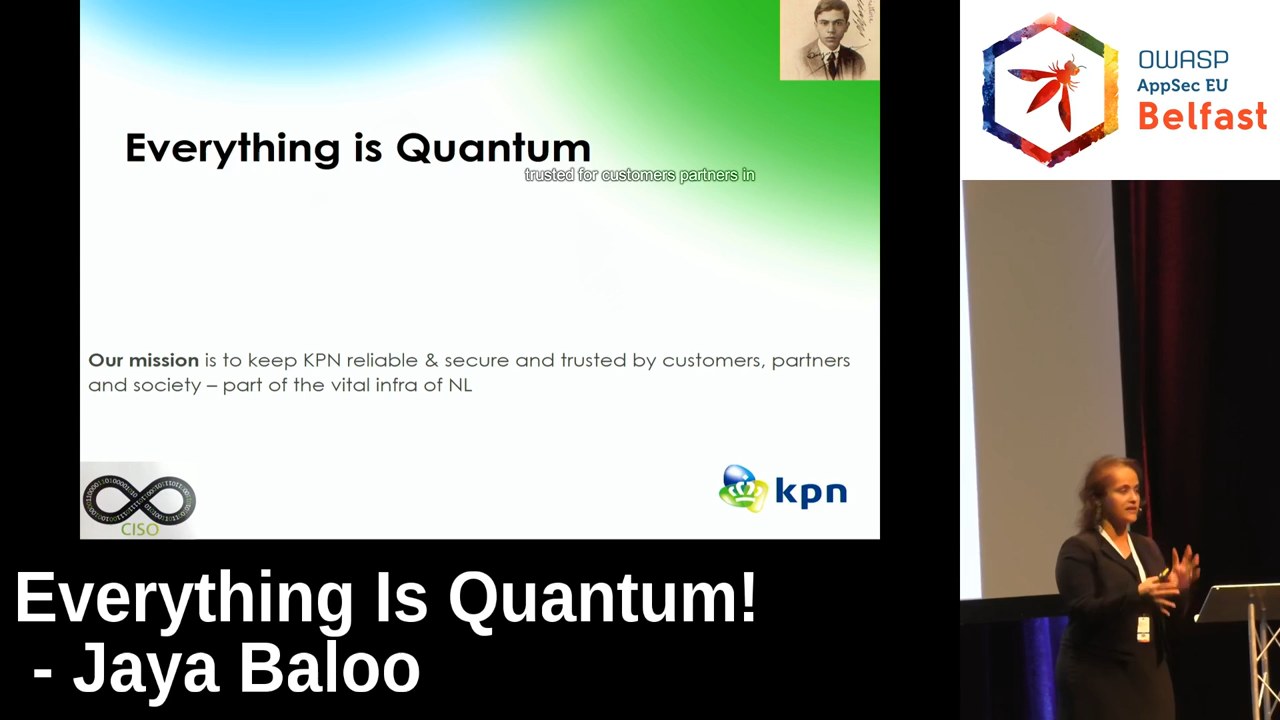 Everything is Quantum
trusted for customers partners in
Our mission is to keep KPN reliable & secure and trusted by customers, partners
and society – part of the vital infra of NL
CISO
kpn
OWASP
AppSec EU
Belfast
Everything Is Quantum!
- Jaya Baloo